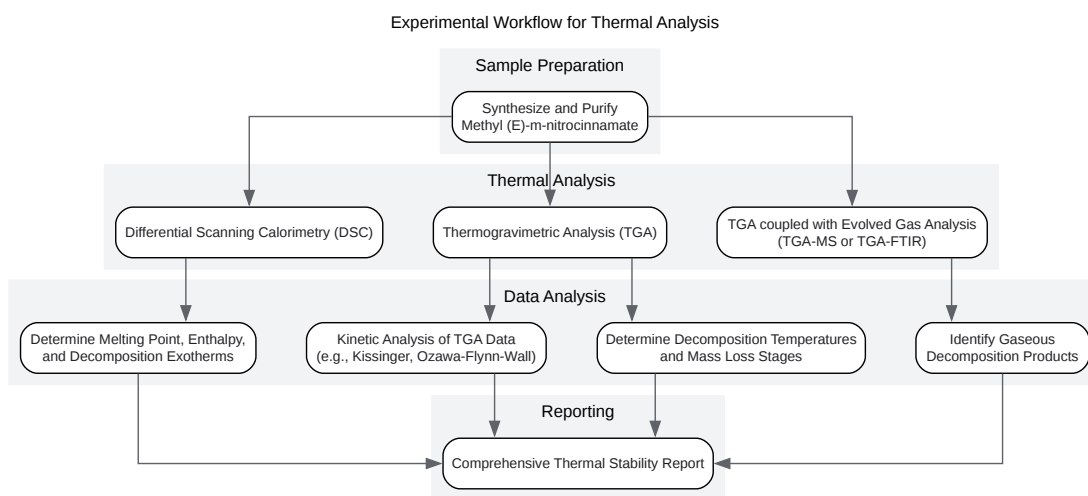 Experimental Workflow for Thermal Analysis
Sample Preparation
Synthesize and Purify
Methyl (E)-m-nitrocinnamate
Thermal Analysis
Differential Scanning Calorimetry (DSC)
Thermogravimetric Analysis (TGA)
TGA coupled with Evolved Gas Analysis
(TGA-MS or TGA-FTIR)
Data Analysis
Determine Melting Point, Enthalpy,
and Decomposition Exotherms
Kinetic Analysis of TGA Data
(e.g., Kissinger, Ozawa-Flynn-Wall)
Determine Decomposition Temperatures
and Mass Loss Stages
Identify Gaseous
Decomposition Products
Reporting
Comprehensive Thermal Stability Report